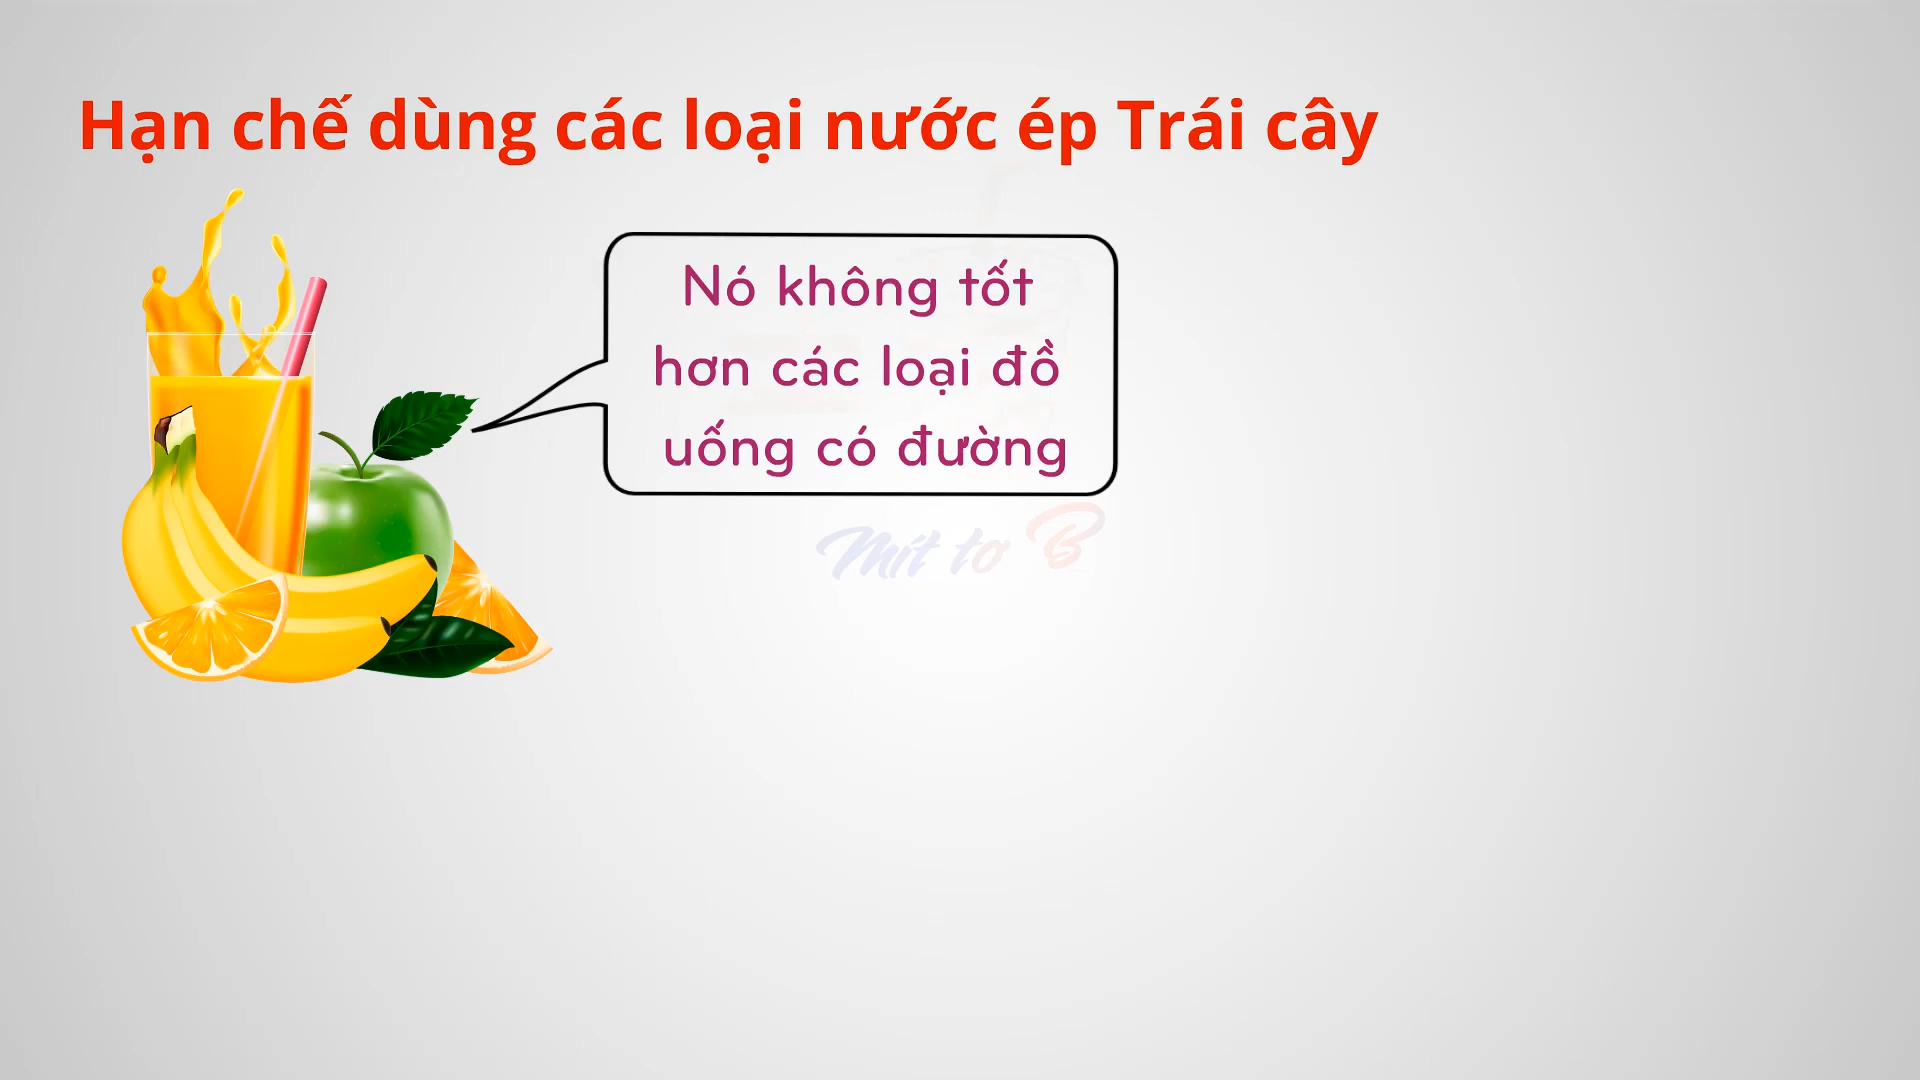 Hạn chế dùng các loại nước ép Trái cây
Nó không tốt
hơn các loại đồ
uống có đường
Mít tơ B